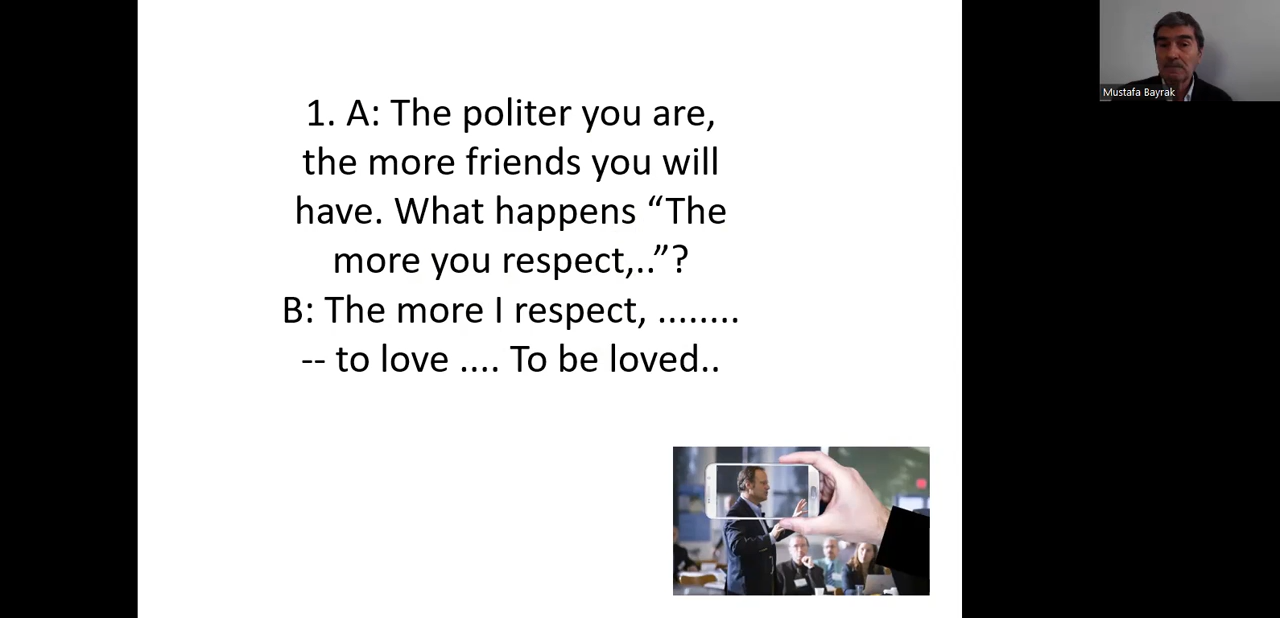 1. A: The politer you are,
the more friends you will
have. What happens “The
more you respect,..”?
B: The more I respect, ........
-- to love .... To be loved..
Mustafa Bayrak